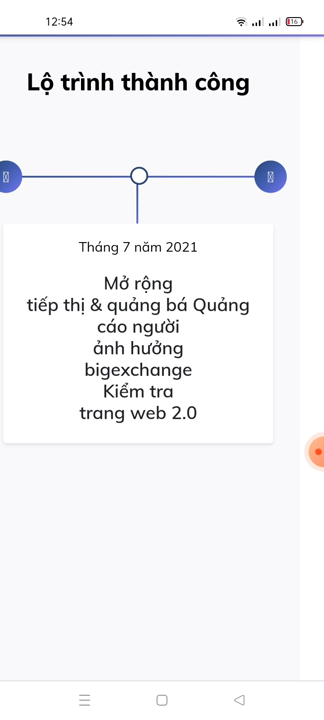 12:54
16
Lộ trình thành công
Tháng 7 năm 2021
Mở rộng
tiếp thị & quảng bá Quảng
cáo người
ảnh hưởng
bigexchange
Kiểm tra
trang web 2.0